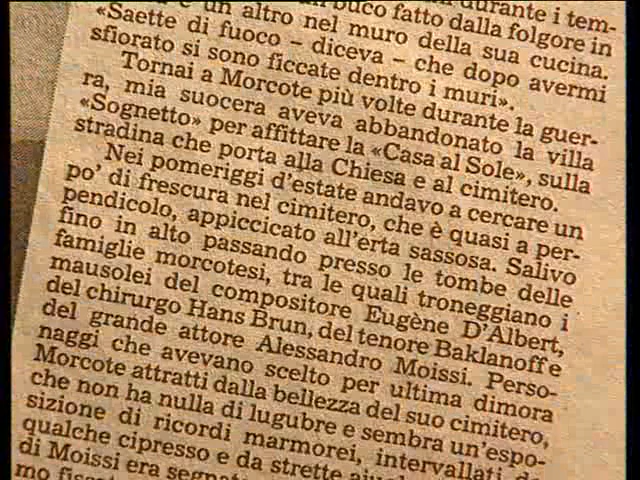 durante i tem-
è un altro nel buco fatto dalla folgore in
«Saette di fuoco – diceva – che dopo avermi
sfiorato si sono ficcate dentro i muri».
Tornai a Morcote più volte durante la guer-
ra, mia suocera aveva abbandonato la villa
«Sognetto» per affittare la «Casa al Sole», sulla
stradina che porta alla Chiesa e al cimitero.
Nei pomeriggi d'estate andavo a cercare un
po' di frescura nel cimitero, che è quasi a per-
pendicolo, appiccicato all'erta sassosa. Salivo
fino in alto passando presso le tombe delle
famiglie morcotesi, tra le quali troneggiano i
mausolei del compositore Eugène D'Albert,
del chirurgo Hans Brun, del tenore Baklanoff e
del grande attore Alessandro Moissi. Perso-
naggi che avevano scelto per ultima dimora
Morcote attratti dalla bellezza del suo cimitero,
che non ha nulla di lugubre e sembra un'espo-
sizione di ricordi marmorei, intervallati da
qualche cipresso e da strette
di Moissi era